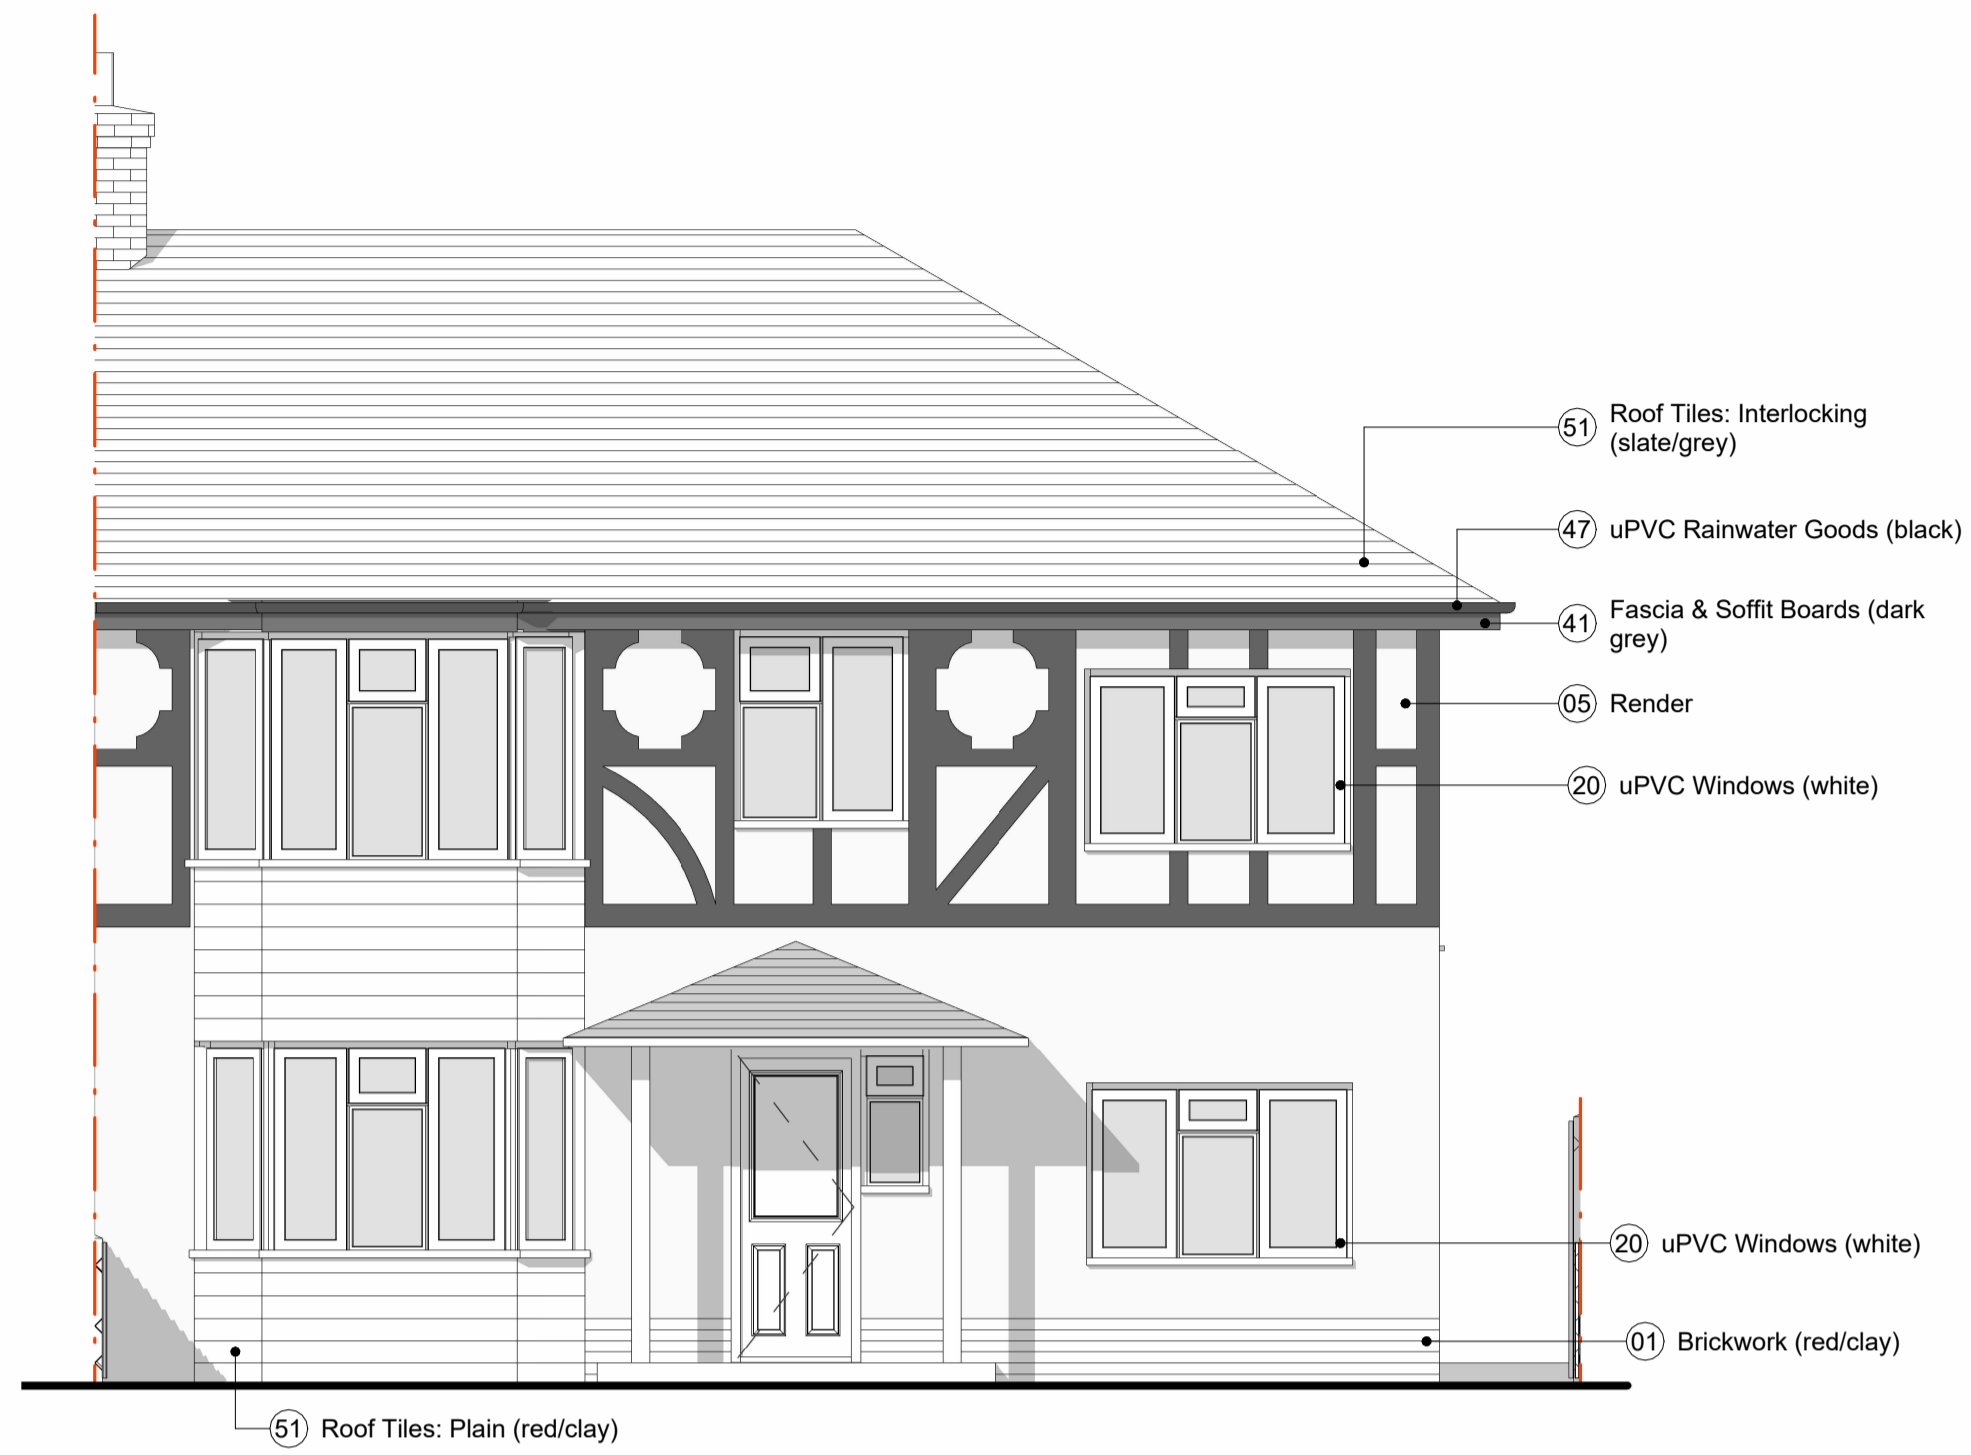 51 Roof Tiles: Interlocking
(slate/grey)
47 uPVC Rainwater Goods (black)
41 Fascia & Soffit Boards (dark
grey)
05 Render
20 uPVC Windows (white)
20 uPVC Windows (white)
01 Brickwork (red/clay)
51 Roof Tiles: Plain (red/clay)